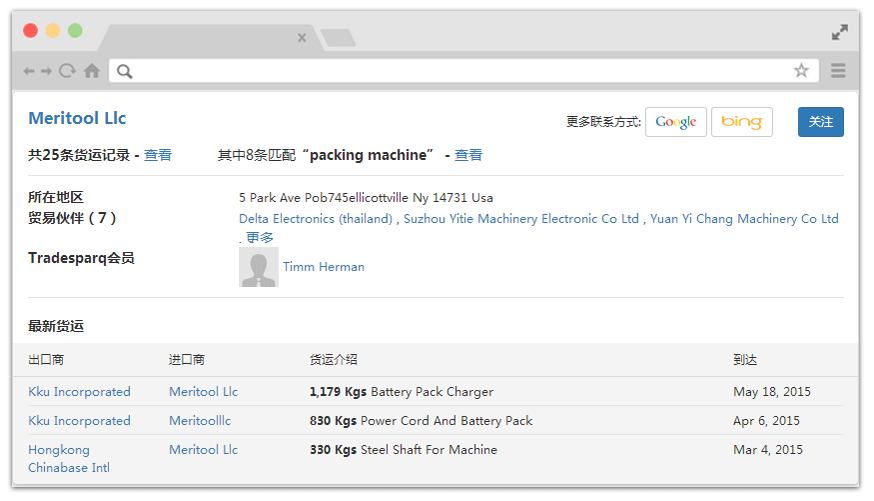 Meritool Llc
更多联系方式: Google bing 关注
共25条货运记录 - 查看 其中8条匹配“packing machine” - 查看
所在地区 5 Park Ave Pob745ellicottville Ny 14731 Usa
贸易伙伴 ( 7 ) Delta Electronics (thailand) , Suzhou Yitie Machinery Electronic Co Ltd , Yuan Yi Chang Machinery Co Ltd
, 更多
Tradesparq会员 Timm Herman
最新货运
出口商 进口商 货运介绍 到达
Kku Incorporated Meritool Llc 1,179 Kgs Battery Pack Charger May 18, 2015
Kku Incorporated Meritoolllc 830 Kgs Power Cord And Battery Pack Apr 6, 2015
Hongkong Meritool Llc 330 Kgs Steel Shaft For Machine Mar 4, 2015
Chinabase Intl